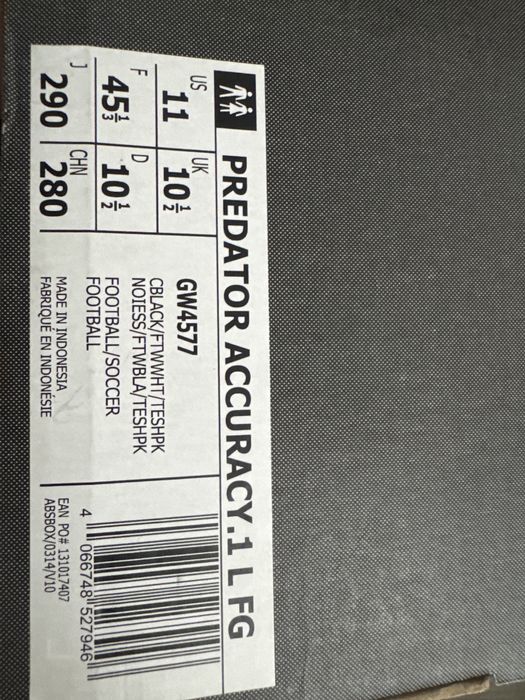 PREDATOR ACCURACY.1 L FG
US 11
UK 10½
F 45⅓
D 10½
J 290
CHN 280
GW4577
CBLACK/FTWWHT/TESHPK
NOIESS/FTWBLA/TESHPK
FOOTBALL/SOCCER
FOOTBALL
MADE IN INDONESIA
FABRIQUÉ EN INDONÉSIE
4 066748 527946
EAN PO# 131017407
ABSBOX/0314/V10